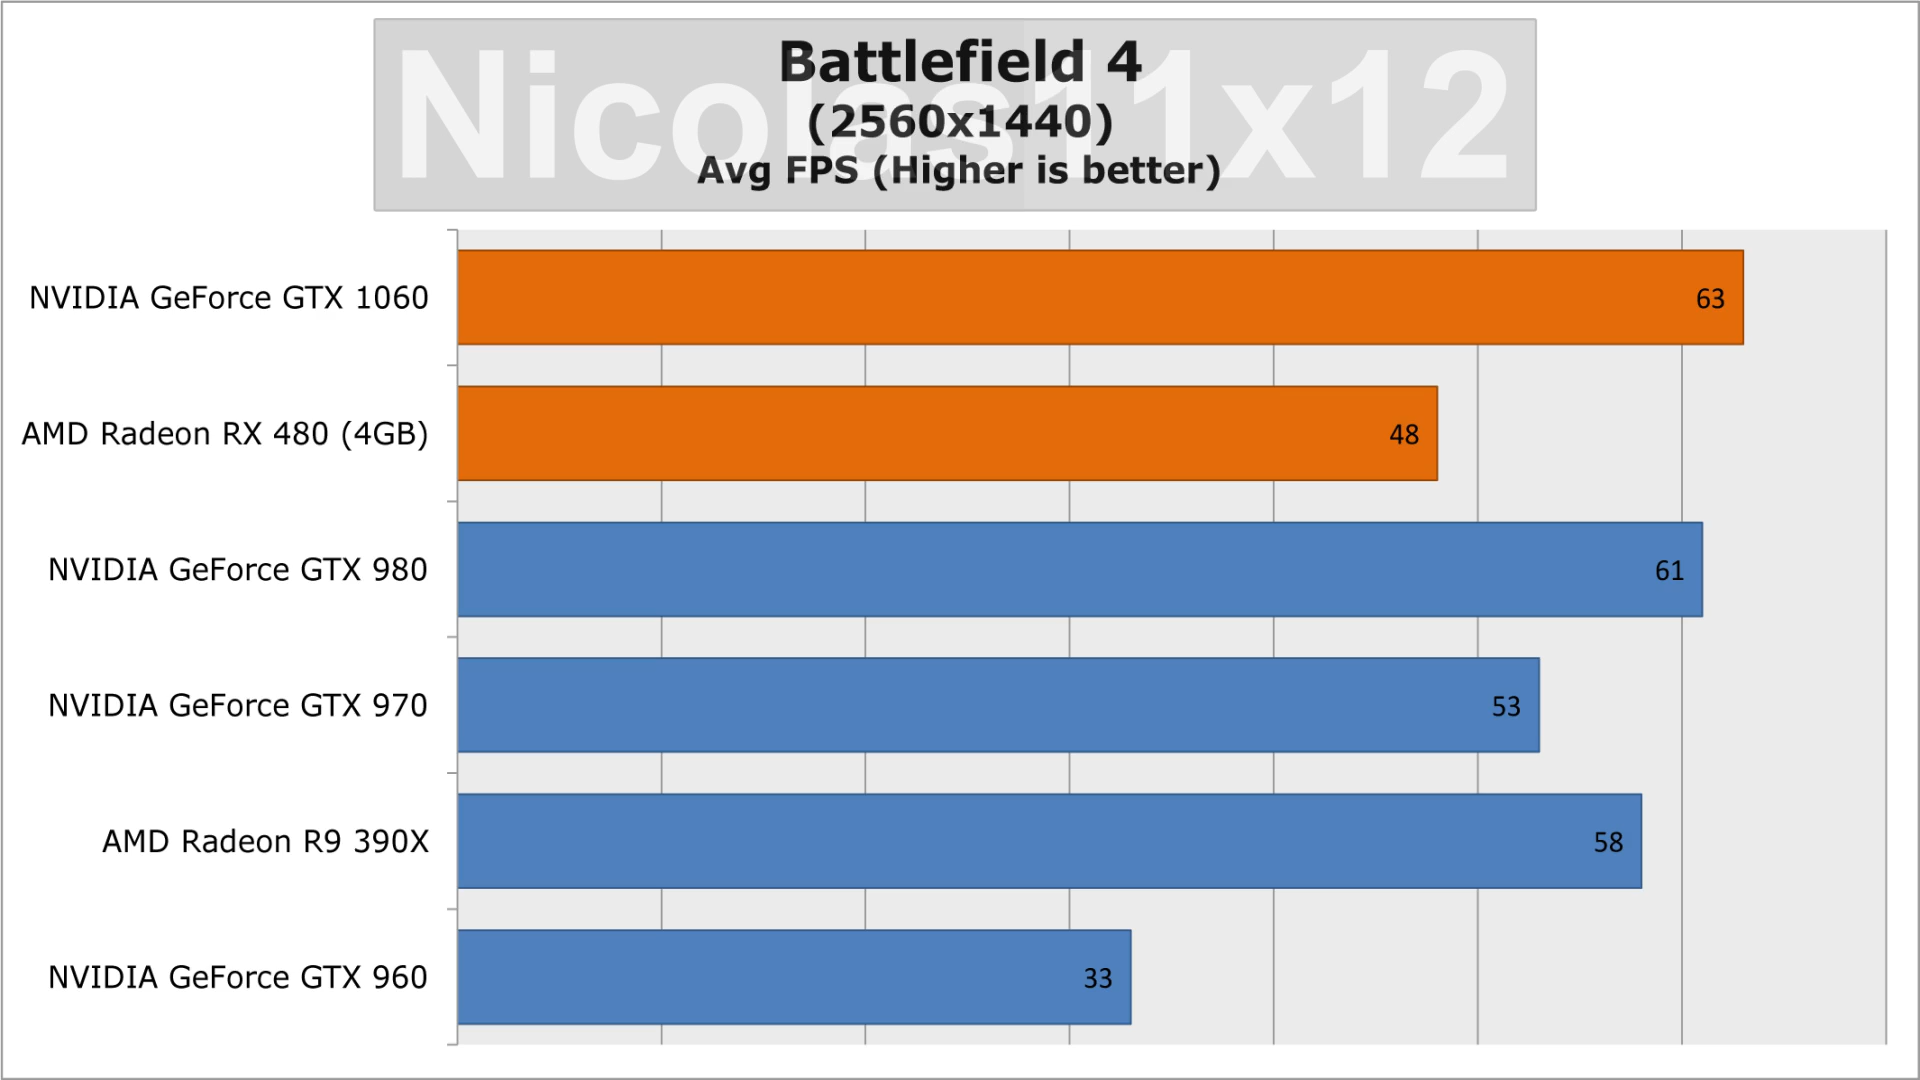 Nicolas11x12
Battlefield 4
(2560x1440)
Avg FPS (Higher is better)
NVIDIA GeForce GTX 1060
63
AMD Radeon RX 480 (4GB)
48
NVIDIA GeForce GTX 980
61
NVIDIA GeForce GTX 970
53
AMD Radeon R9 390X
58
NVIDIA GeForce GTX 960
33